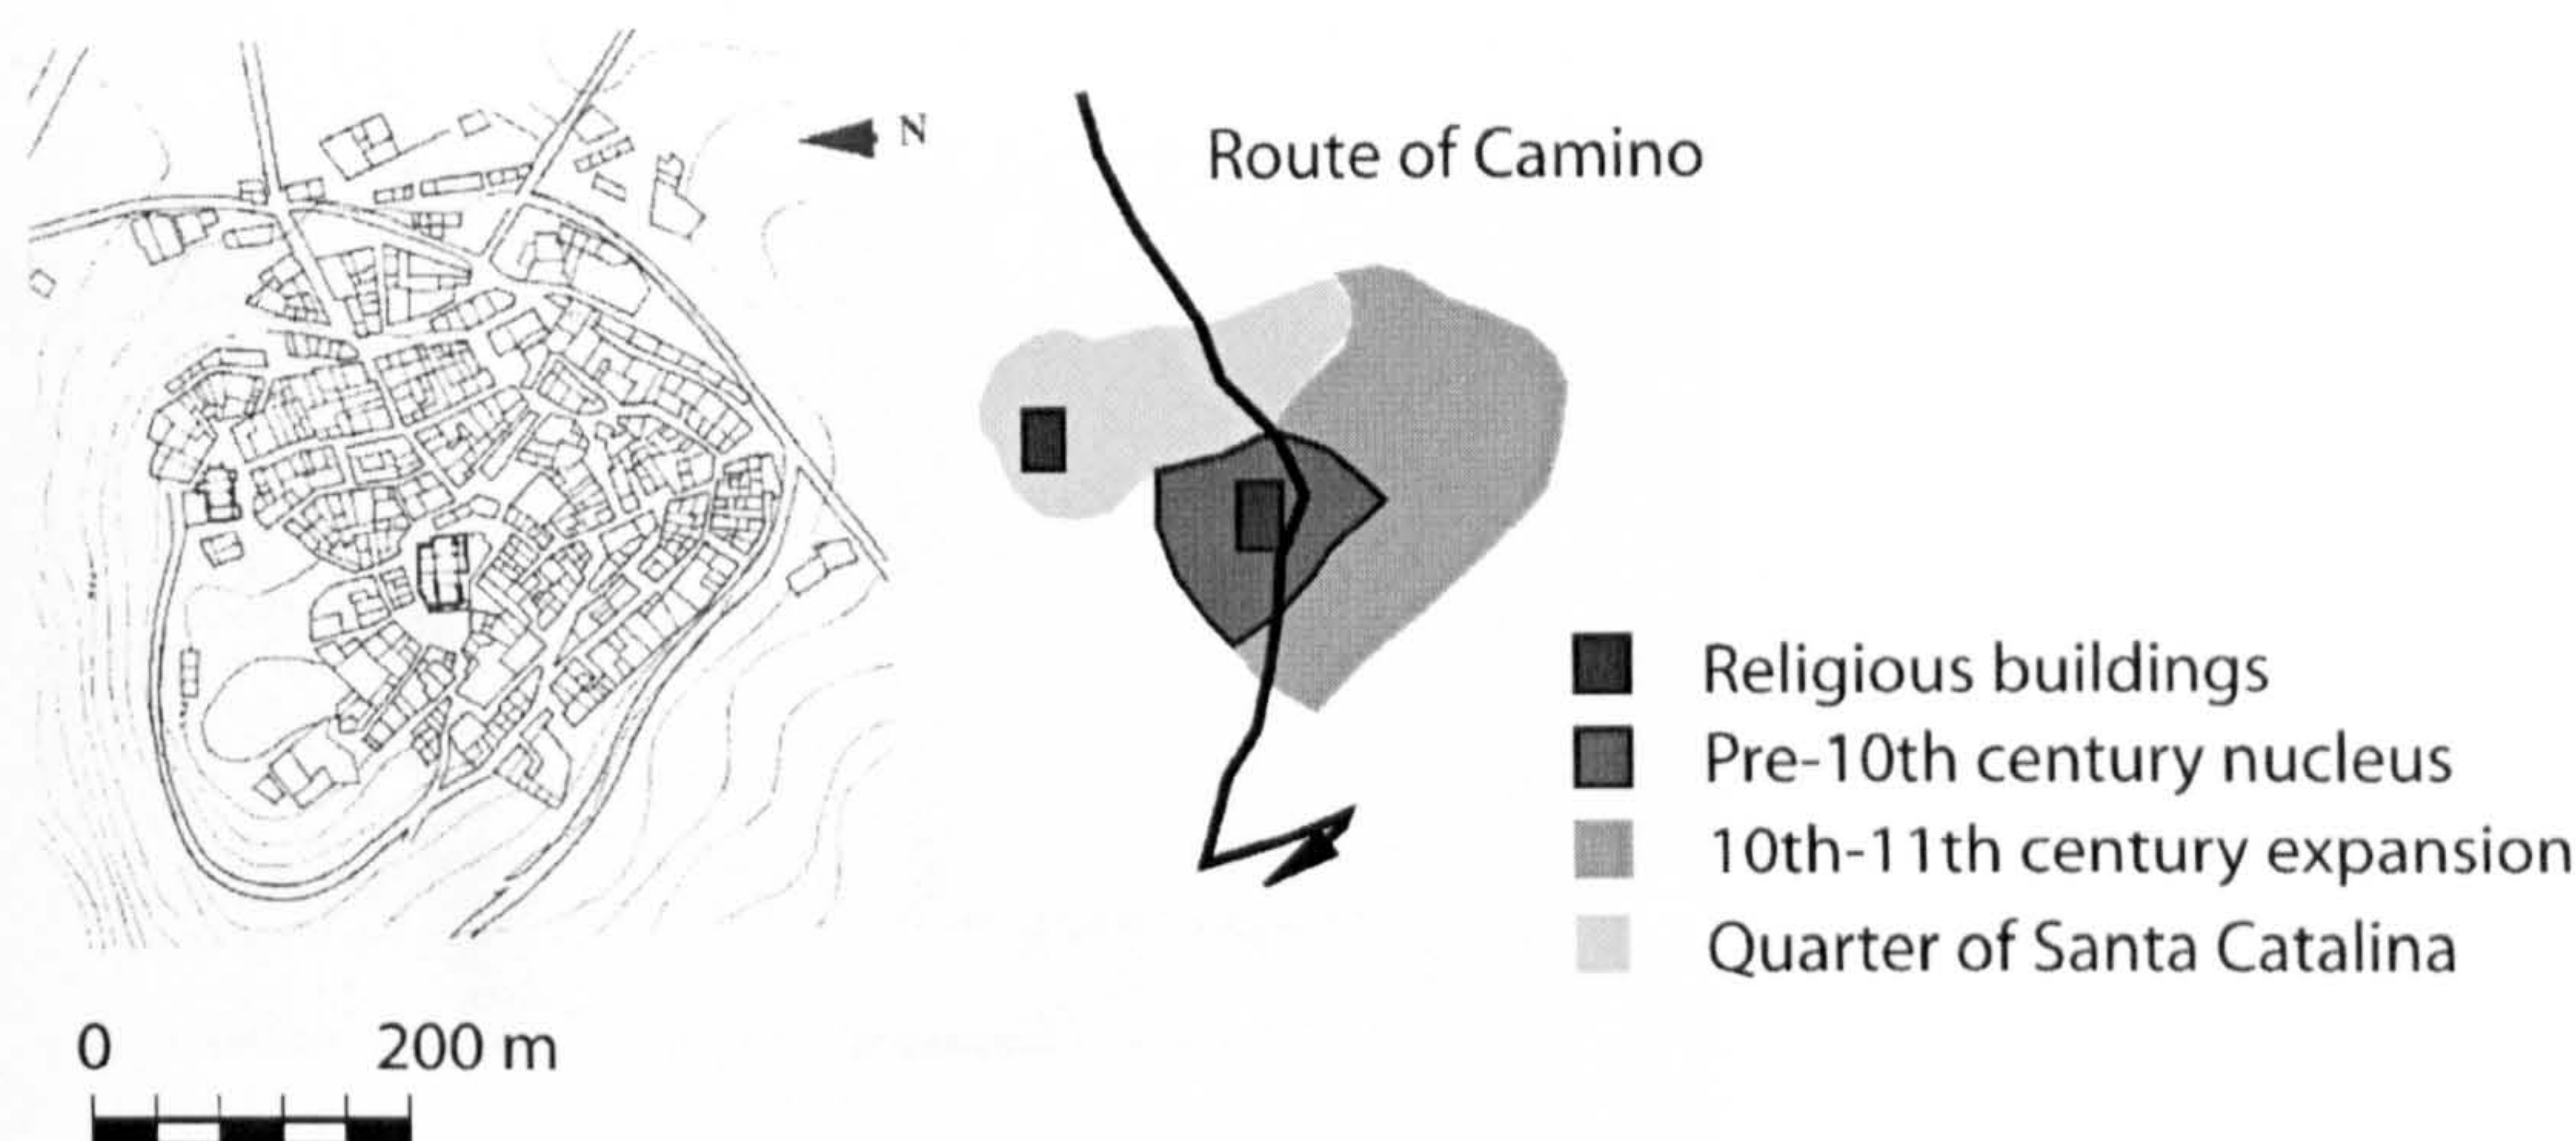 N
Route of Camino
Religious buildings
Pre-10th century nucleus
10th-11th century expansion
Quarter of Santa Catalina
0 200 m